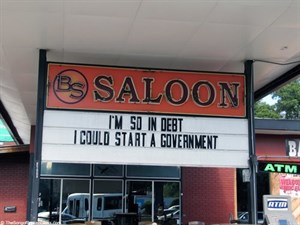 BS SALOON
I'M SO IN DEBT
I COULD START A GOVERNMENT
ATM
ATM